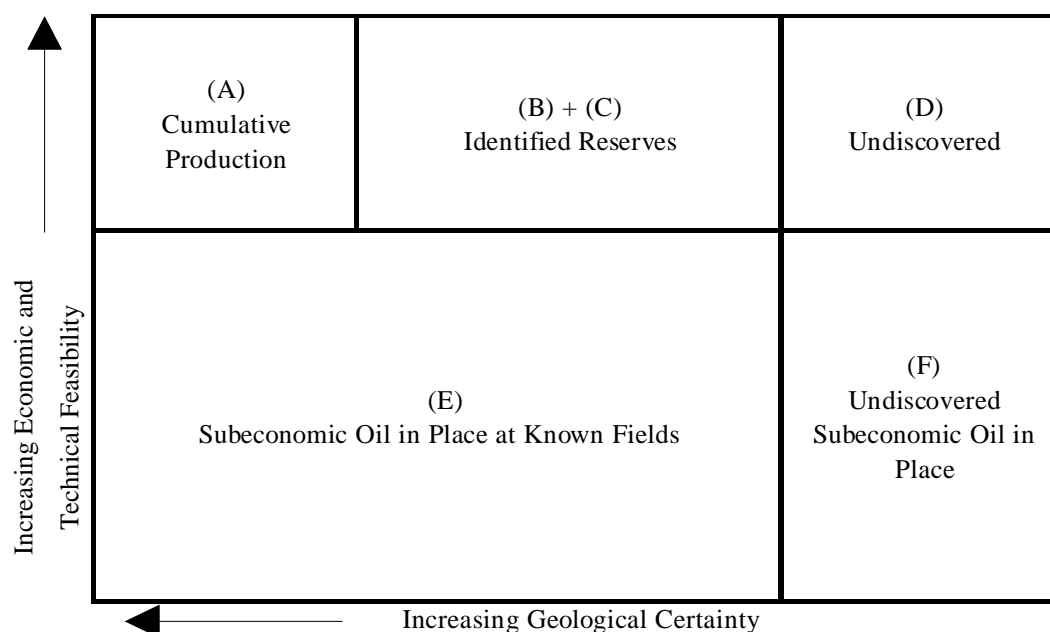 (A)
Cumulative
Production
(B) + (C)
Identified Reserves
(D)
Undiscovered
Increasing Economic and
Technical Feasibility
(E)
Subeconomic Oil in Place at Known Fields
(F)
Undiscovered
Subeconomic Oil in
Place
Increasing Geological Certainty